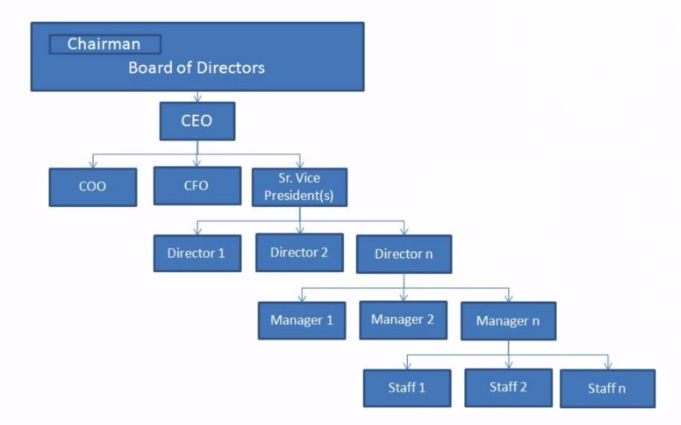 Chairman
Board of Directors
CEO
COO
CFO
Sr. Vice
President(s)
Director 1
Director 2
Director n
Manager 1
Manager 2
Manager n
Staff 1
Staff 2
Staff n